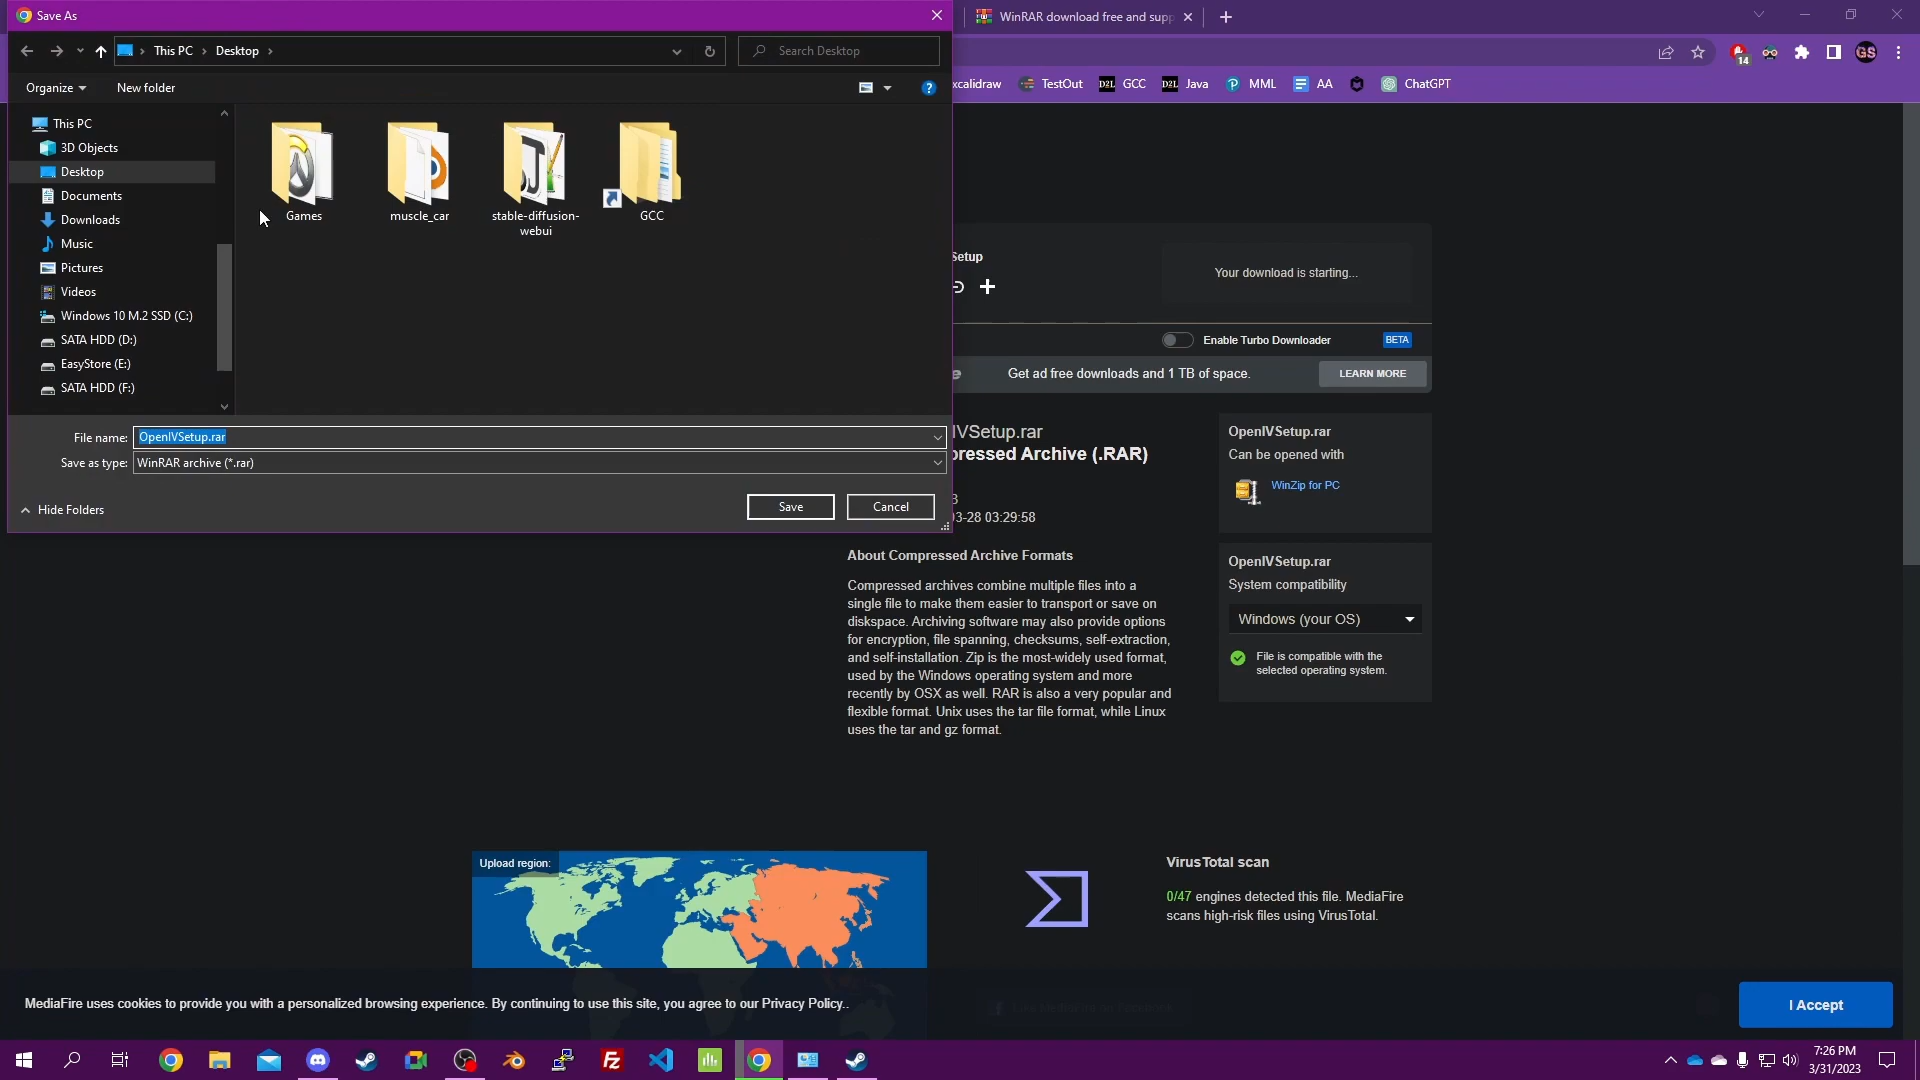 Save As
WinRAR download free and supp
This PC
Desktop
Search Desktop
Organize
New folder
14
GS
xcalidraw
TestOut
D2L GCC
D2L Java
MML
AA
ChatGPT
This PC
3D Objects
Desktop
Documents
Downloads
Music
Pictures
Videos
Windows 10 M.2 SSD (C:)
SATA HDD (D:)
EasyStore (E:)
SATA HDD (F:)
Games
muscle_car
stable-diffusion-
webui
GCC
File name: OpenIVSetup.rar
Save as type: WinRAR archive (*.rar)
Hide Folders
Save
Cancel
Setup
Your download is starting...
Enable Turbo Downloader
BETA
e
Get ad free downloads and 1 TB of space.
LEARN MORE
IVSetup.rar
pressed Archive (.RAR)
B
03-28 03:29:58
About Compressed Archive Formats
Compressed archives combine multiple files into a
single file to make them easier to transport or save on
diskspace. Archiving software may also provide options
for encryption, file spanning, checksums, self-extraction,
and self-installation. Zip is the most-widely used format,
used by the Windows operating system and more
recently by OSX as well. RAR is also a very popular and
flexible format. Unix uses the tar file format, while Linux
uses the tar and gz format.
OpenIVSetup.rar
Can be opened with
WinZip for PC
OpenIVSetup.rar
System compatibility
Windows (your OS)
File is compatible with the
selected operating system.
Upload region:
VirusTotal scan
0/47 engines detected this file. MediaFire
scans high-risk files using VirusTotal.
MediaFire uses cookies to provide you with a personalized browsing experience. By continuing to use this site, you agree to our Privacy Policy..
I Accept
7:26 PM
3/31/2023